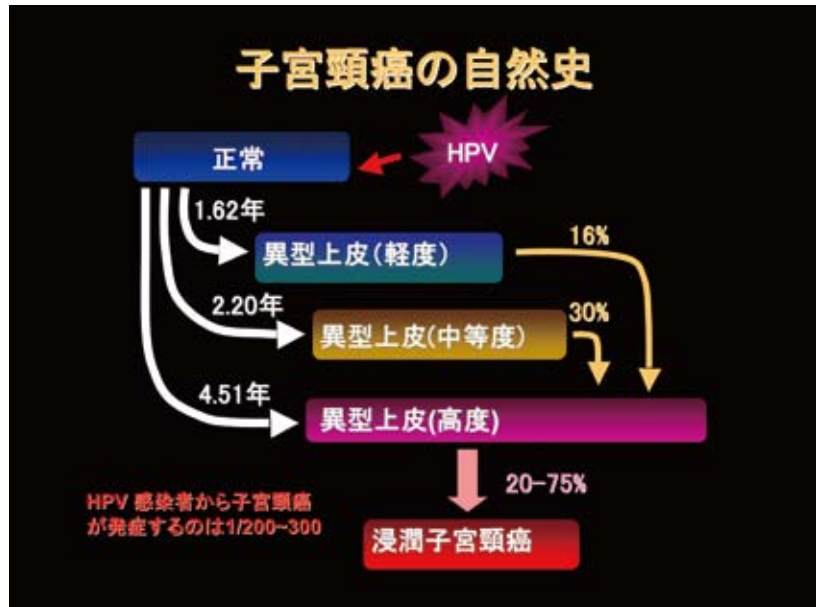 子宮頸癌の自然史
正常
HPV
1.62年
異型上皮(軽度)
16%
2.20年
異型上皮(中等度)
30%
4.51年
異型上皮(高度)
20-75%
HPV 感染者から子宮頸癌
が発症するのは1/200~300
浸潤子宮頸癌